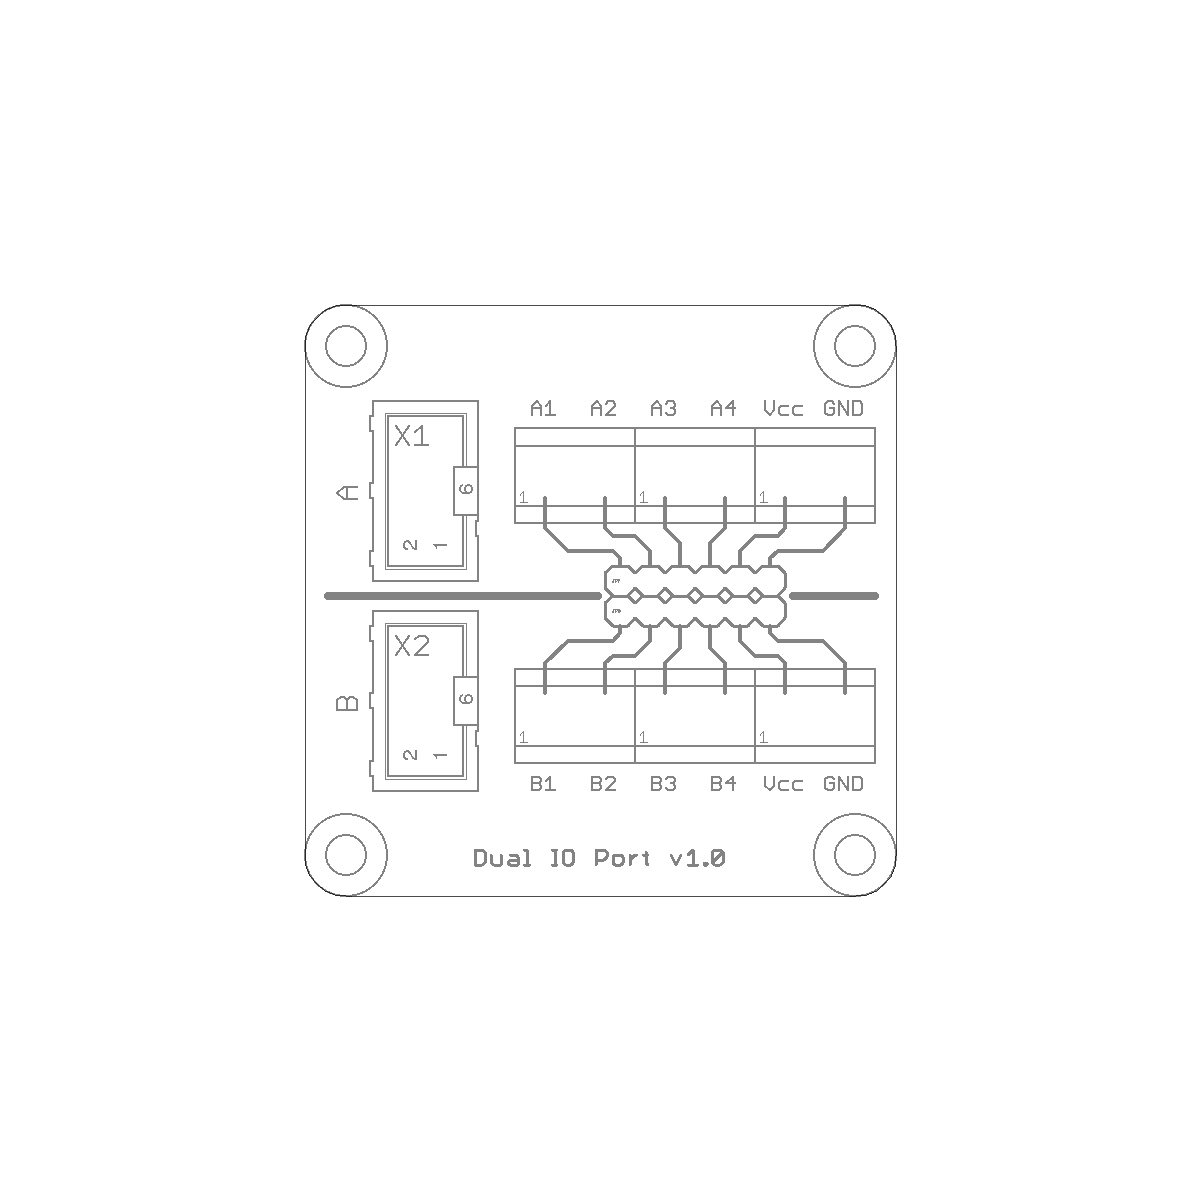 A1 A2 A3 A4 Vcc GND
X1
A
6
1 1 1
2 1
X2
B
6
1 1 1
2 1
B1 B2 B3 B4 Vcc GND
Dual IO Port v1.0